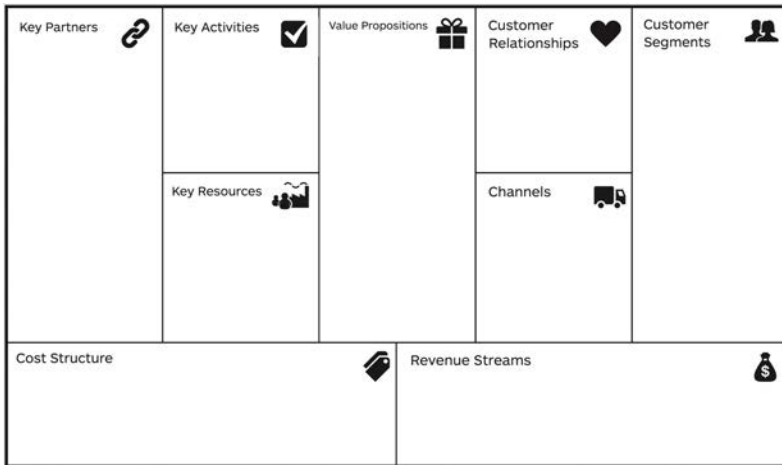 Key Partners
Key Activities
Value Propositions
Customer
Relationships
Customer
Segments
Key Resources
Channels
Cost Structure
Revenue Streams
$